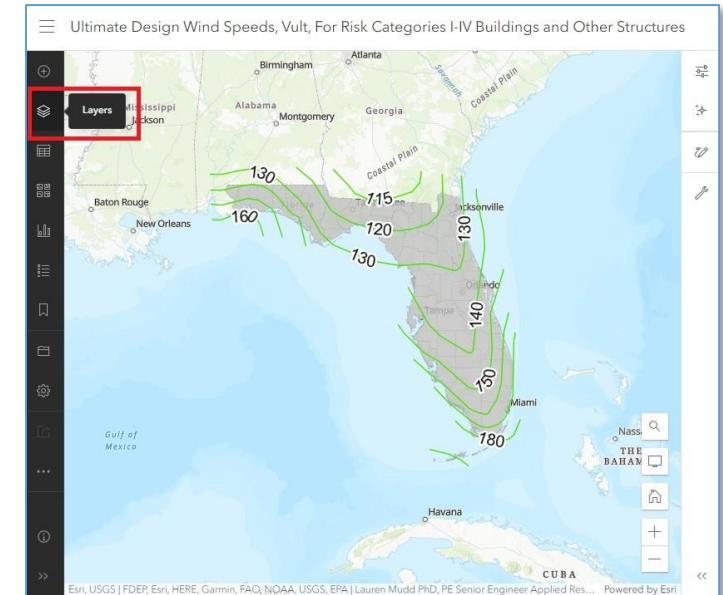 Ultimate Design Wind Speeds, Vult, For Risk Categories I-IV Buildings and Other Structures
Atlanta
Birmingham
Savannah
Coastal Plain
Layers
Mississippi
Jackson
Alabama
Montgomery
Georgia
Coastal Plain
130
115
Baton Rouge
New Orleans
160
Florida
Jacksonville
120
130
130
Orlando
Tampa
140
150
Miami
180
Gulf of
Mexico
Nass
THE
BAHAM
Havana
CUBA
Esri, USGS | FDEP, Esri, HERE, Garmin, FAO, NOAA, USGS, EPA | Lauren Mudd PhD, PE Senior Engineer Applied Res... Powered by Esri